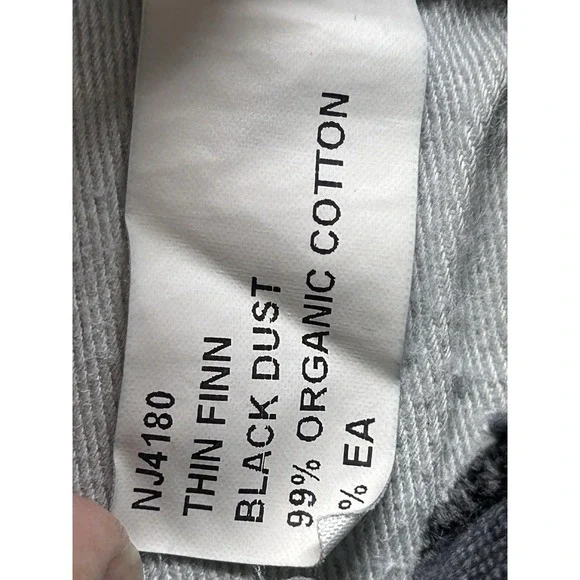 NJ4180
THIN FINN
BLACK DUST
99% ORGANIC COTTON
% EA